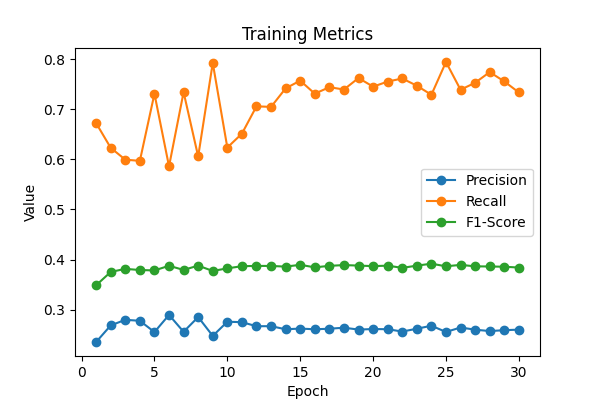 Training Metrics
0.8
0.7
0.6
0.5
0.4
0.3
Value
Precision
Recall
F1-Score
0 5 10 15 20 25 30
Epoch